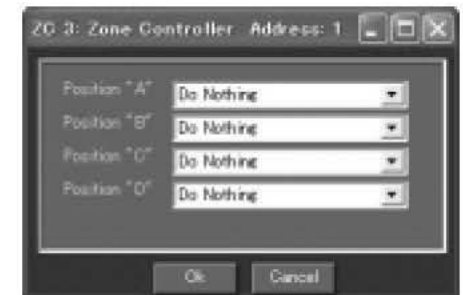 ZC 3: Zone Controller Address: 1
Position "A" Do Nothing
Position "B" Do Nothing
Position "C" Do Nothing
Position "D" Do Nothing
Ok Cancel